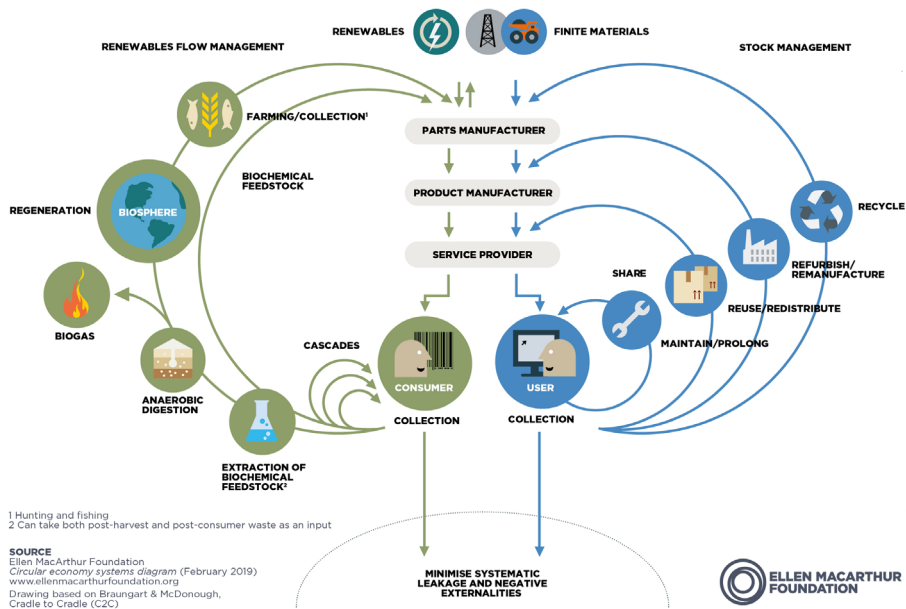 RENEWABLES
FINITE MATERIALS
RENEWABLES FLOW MANAGEMENT
STOCK MANAGEMENT
FARMING/COLLECTION¹
PARTS MANUFACTURER
BIOCHEMICAL
FEEDSTOCK
PRODUCT MANUFACTURER
REGENERATION
BIOSPHERE
RECYCLE
SERVICE PROVIDER
SHARE
REFURBISH/
REMANUFACTURE
REUSE/REDISTRIBUTE
BIOGAS
CASCADES
MAINTAIN/PROLONG
ANAEROBIC
DIGESTION
CONSUMER
USER
COLLECTION
COLLECTION
EXTRACTION OF
BIOCHEMICAL
FEEDSTOCK²
1 Hunting and fishing
2 Can take both post-harvest and post-consumer waste as an input
SOURCE
Ellen MacArthur Foundation
Circular economy systems diagram (February 2019)
www.ellenmacarthurfoundation.org
Drawing based on Braungart & McDonough,
Cradle to Cradle (C2C)
MINIMISE SYSTEMATIC
LEAKAGE AND NEGATIVE
EXTERNALITIES
ELLEN MACARTHUR
FOUNDATION